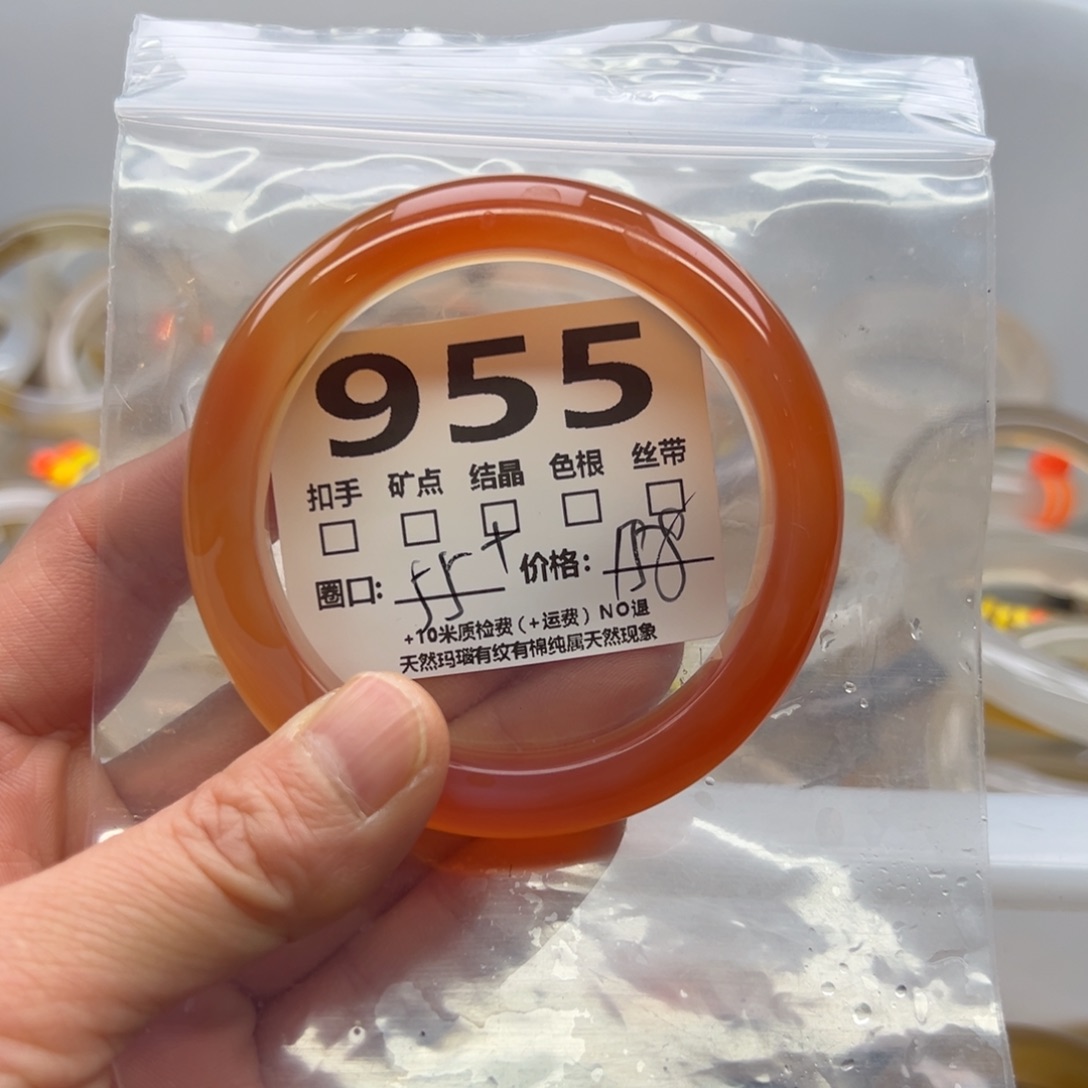 955
扣手 矿点 结晶 色根 丝带
圈口: 55+ 价格: 158
+10米质检费(+运费) NO退
天然玛瑙有纹有棉纯属天然现象